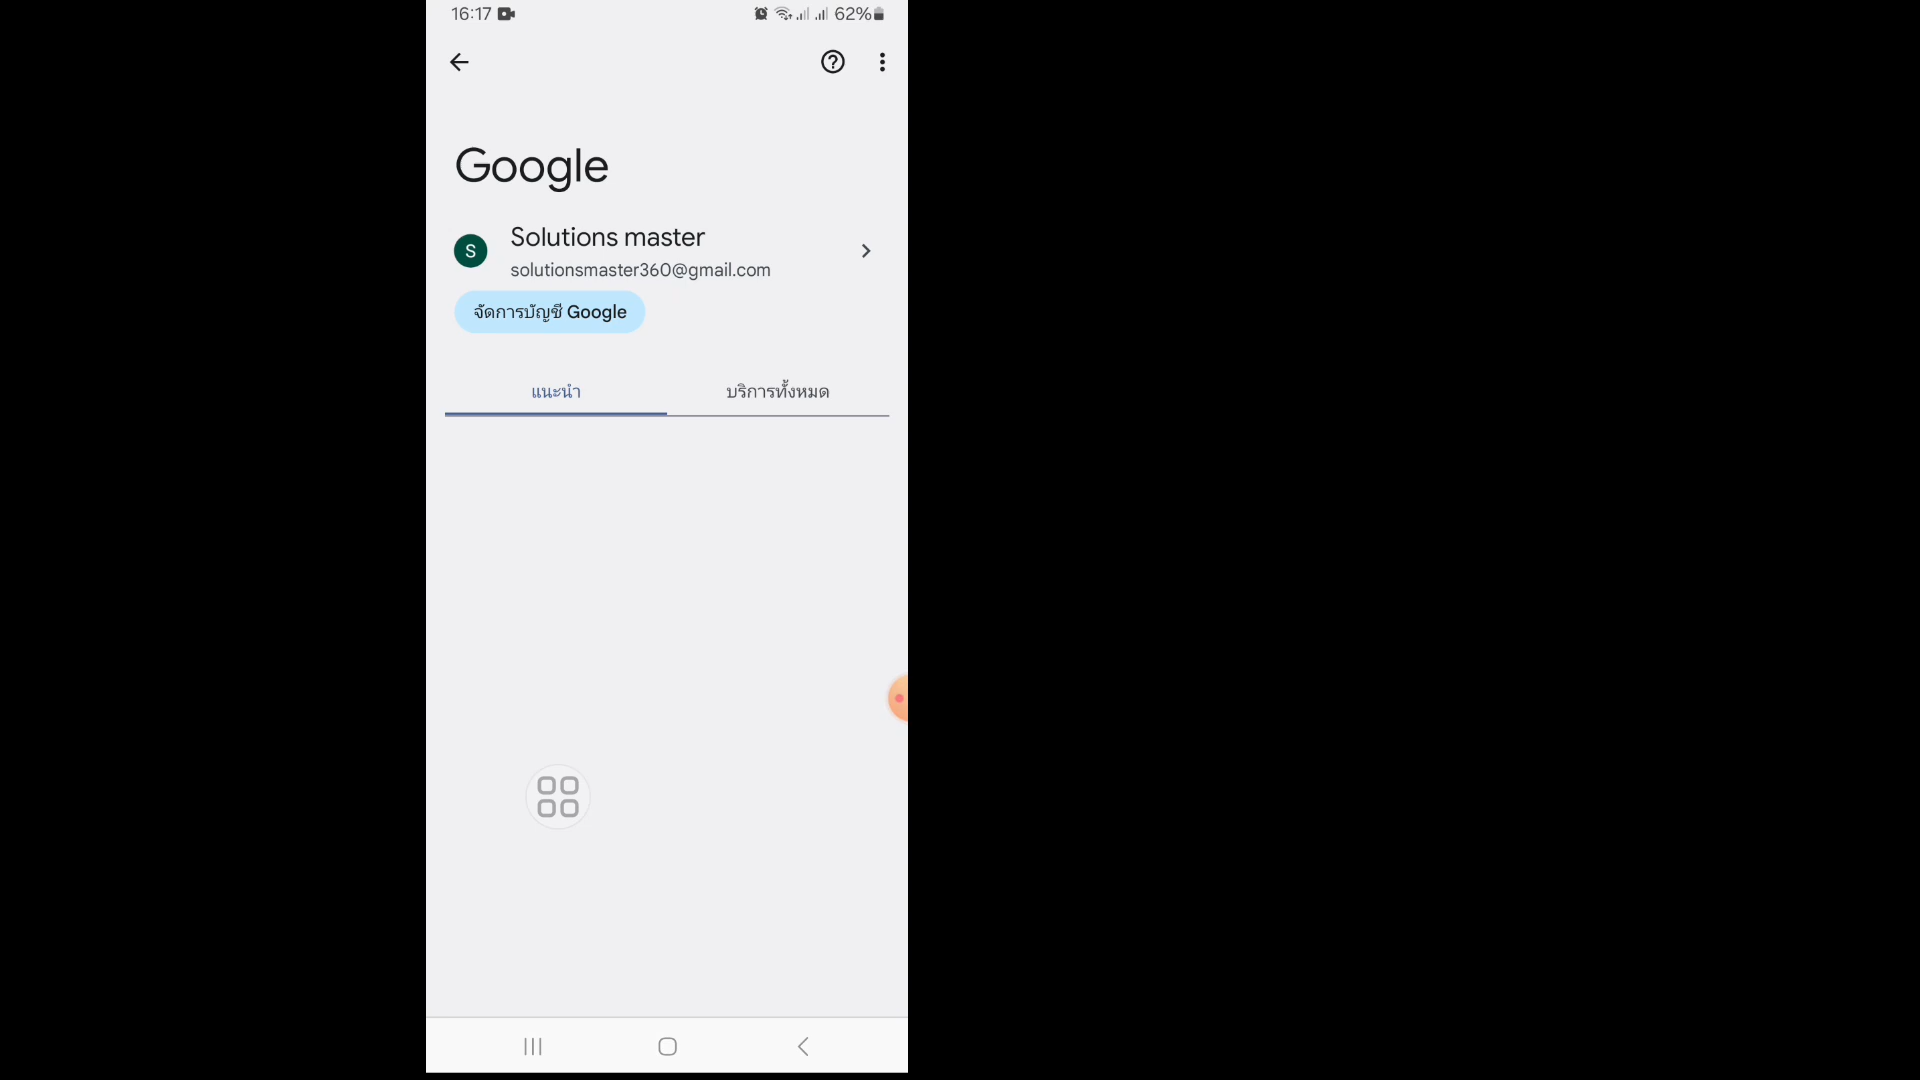 16:17
62%
Google
S
Solutions master
solutionsmaster360@gmail.com
จัดการบัญชี Google
แนะนำ
บริการทั้งหมด